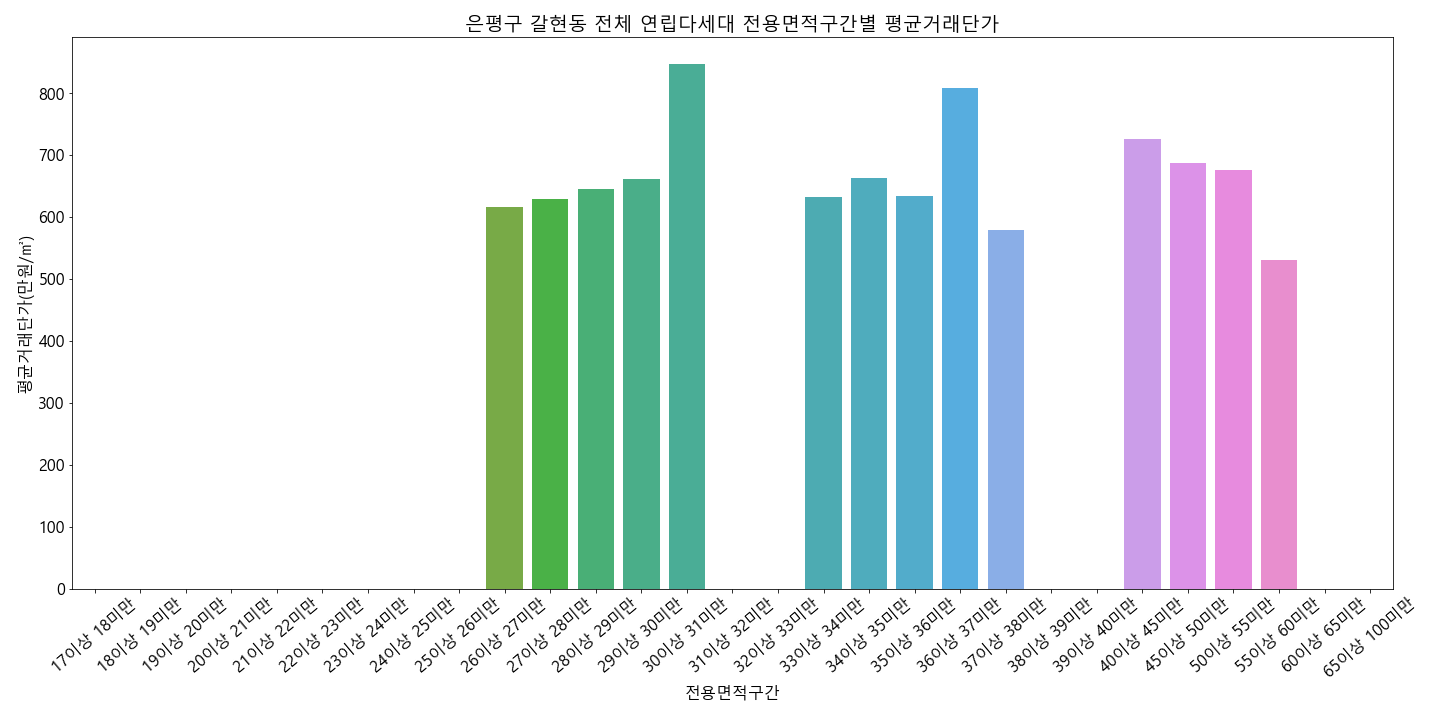 은평구 갈현동 전체 연립다세대 전용면적구간별 평균거래단가
평균거래단가(만원/㎡)
800
700
600
500
400
300
200
100
0
17이상 18미만
18이상 19미만
19이상 20미만
20이상 21미만
21이상 22미만
22이상 23미만
23이상 24미만
24이상 25미만
25이상 26미만
26이상 27미만
27이상 28미만
28이상 29미만
29이상 30미만
30이상 31미만
31이상 32미만
32이상 33미만
33이상 34미만
34이상 35미만
35이상 36미만
36이상 37미만
37이상 38미만
38이상 39미만
39이상 40미만
40이상 45미만
45이상 50미만
50이상 55미만
55이상 60미만
60이상 65미만
65이상 100미만
전용면적구간